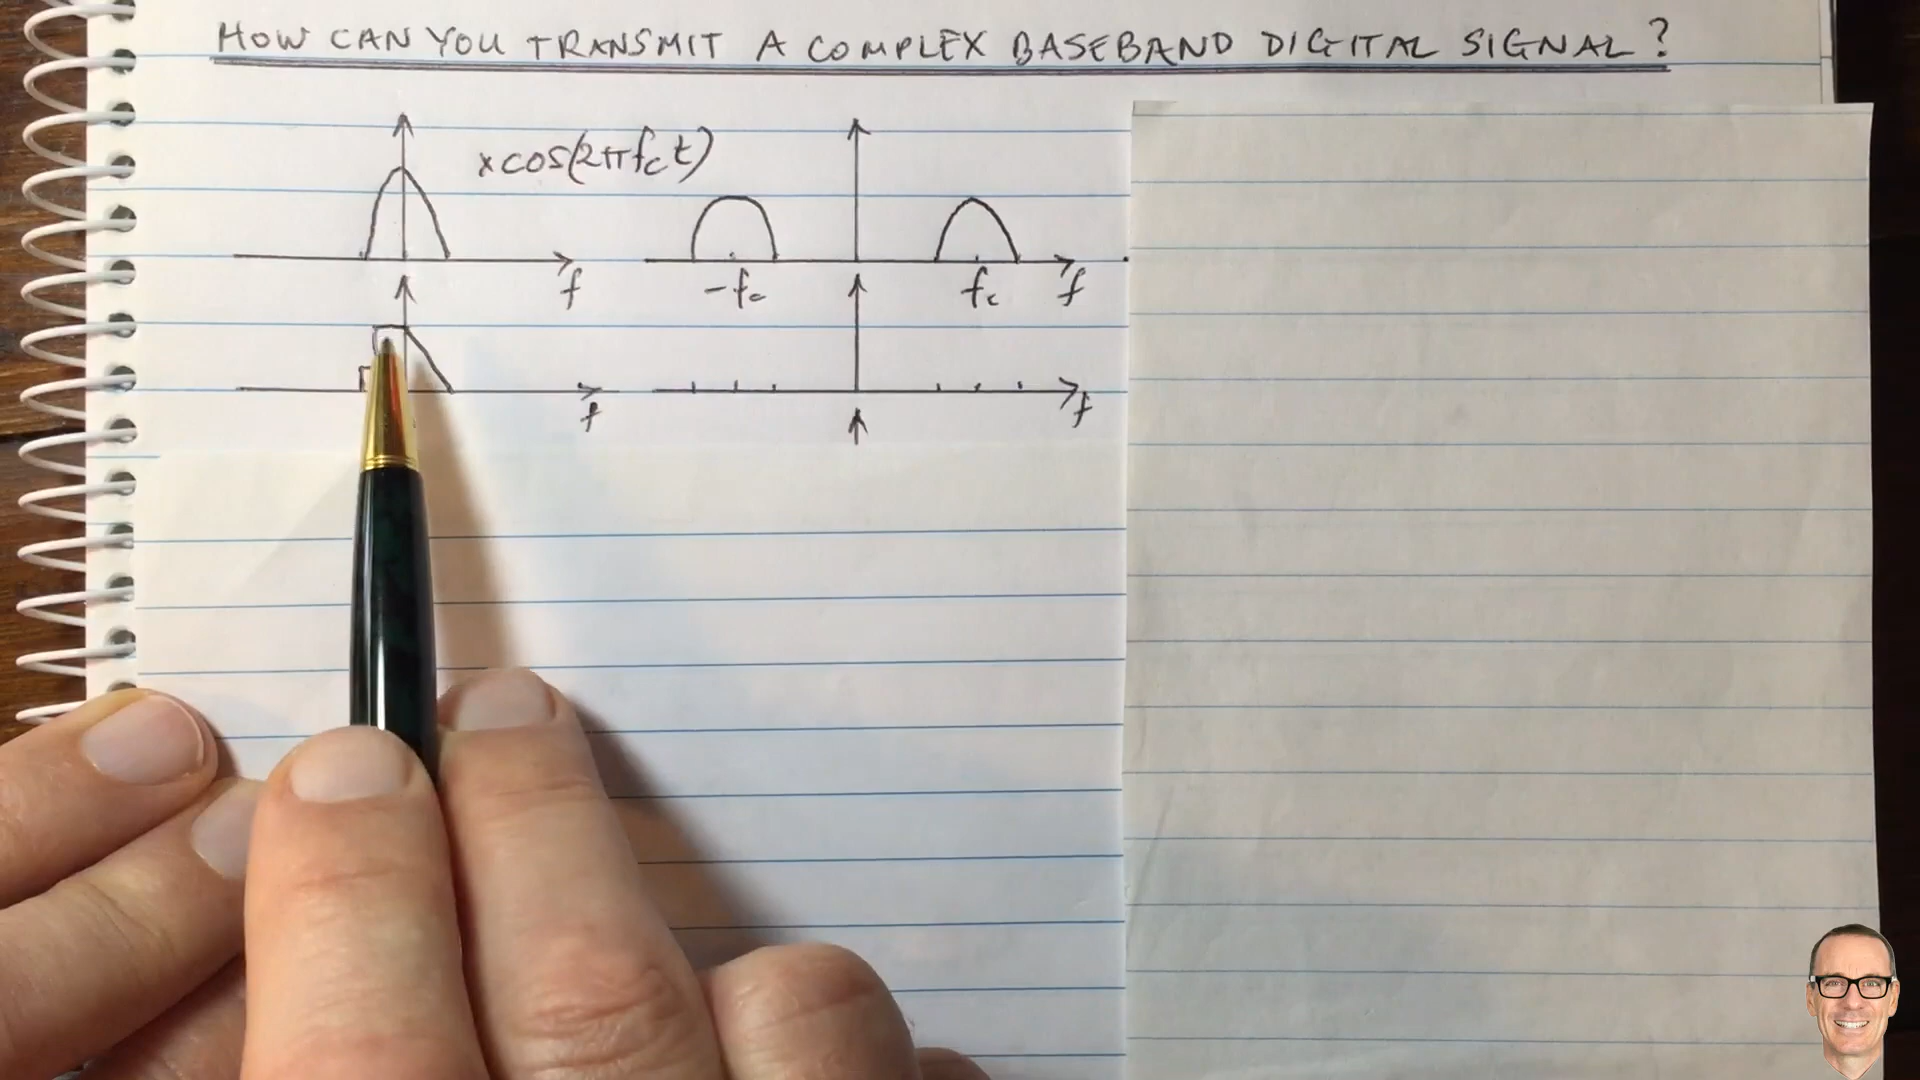 HOW CAN YOU TRANSMIT A COMPLEX BASEBAND DIGITAL SIGNAL?
×cos(2πfct)
f
-fc
fc
f
f
f